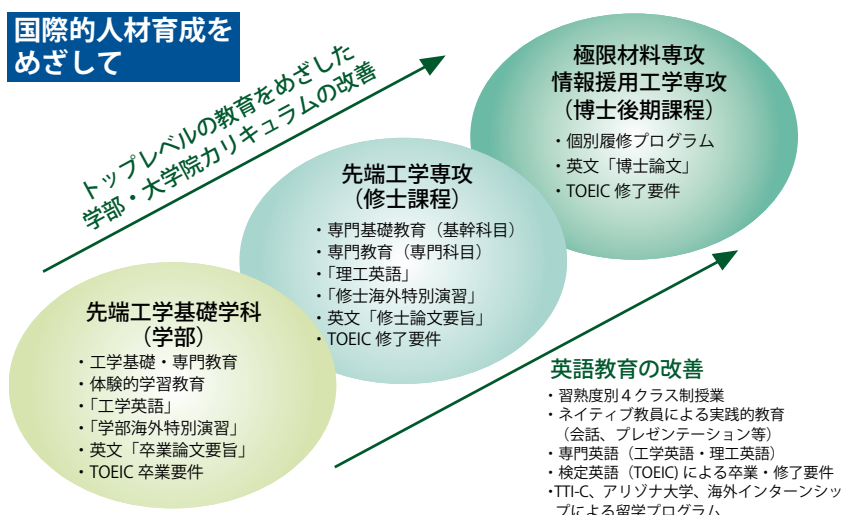 国際的人材育成を
めざして
トップレベルの教育をめざした
学部・大学院カリキュラムの改善
極限材料専攻
情報援用工学専攻
（博士後期課程）
・個別履修プログラム
・英文「博士論文」
・TOEIC 修了要件
先端工学専攻
（修士課程）
・専門基礎教育（基幹科目）
・専門教育（専門科目）
・「理工英語」
・「修士海外特別演習」
・英文「修士論文要旨」
・TOEIC 修了要件
先端工学基礎学科
（学部）
・工学基礎・専門教育
・体験的学習教育
・「工学英語」
・「学部海外特別演習」
・英文「卒業論文要旨」
・TOEIC 卒業要件
英語教育の改善
・習熟度別４クラス制授業
・ネイティブ教員による実践的教育
（会話、プレゼンテーション等）
・専門英語（工学英語・理工英語）
・検定英語（TOEIC) による卒業・修了要件
・TTI-C、アリゾナ大学、海外インターンシッ
プによる留学プログラム